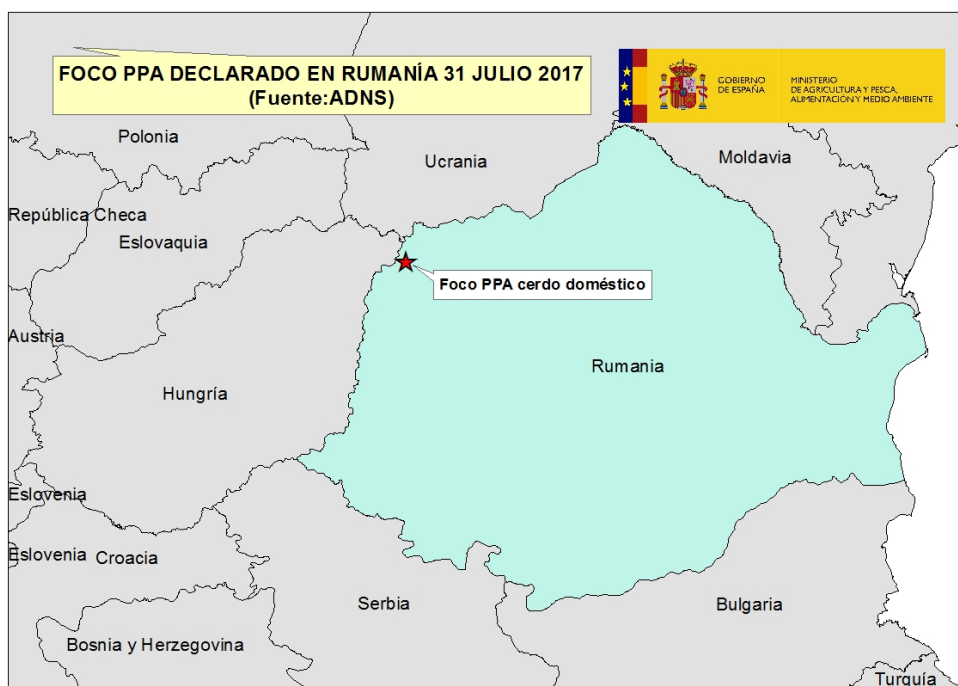 FOCO PPA DECLARADO EN RUMANÍA 31 JULIO 2017
(Fuente:ADNS)
GOBIERNO
DE ESPAÑA
MINISTERIO
DE AGRICULTURA Y PESCA,
ALIMENTACIÓN Y MEDIO AMBIENTE
Polonia
Ucrania
Moldavia
República Checa
Eslovaquia
Foco PPA cerdo doméstico
Austria
Rumania
Hungría
Eslovenia
Eslovenia
Croacia
Serbia
Bulgaria
Bosnia y Herzegovina
Turquía